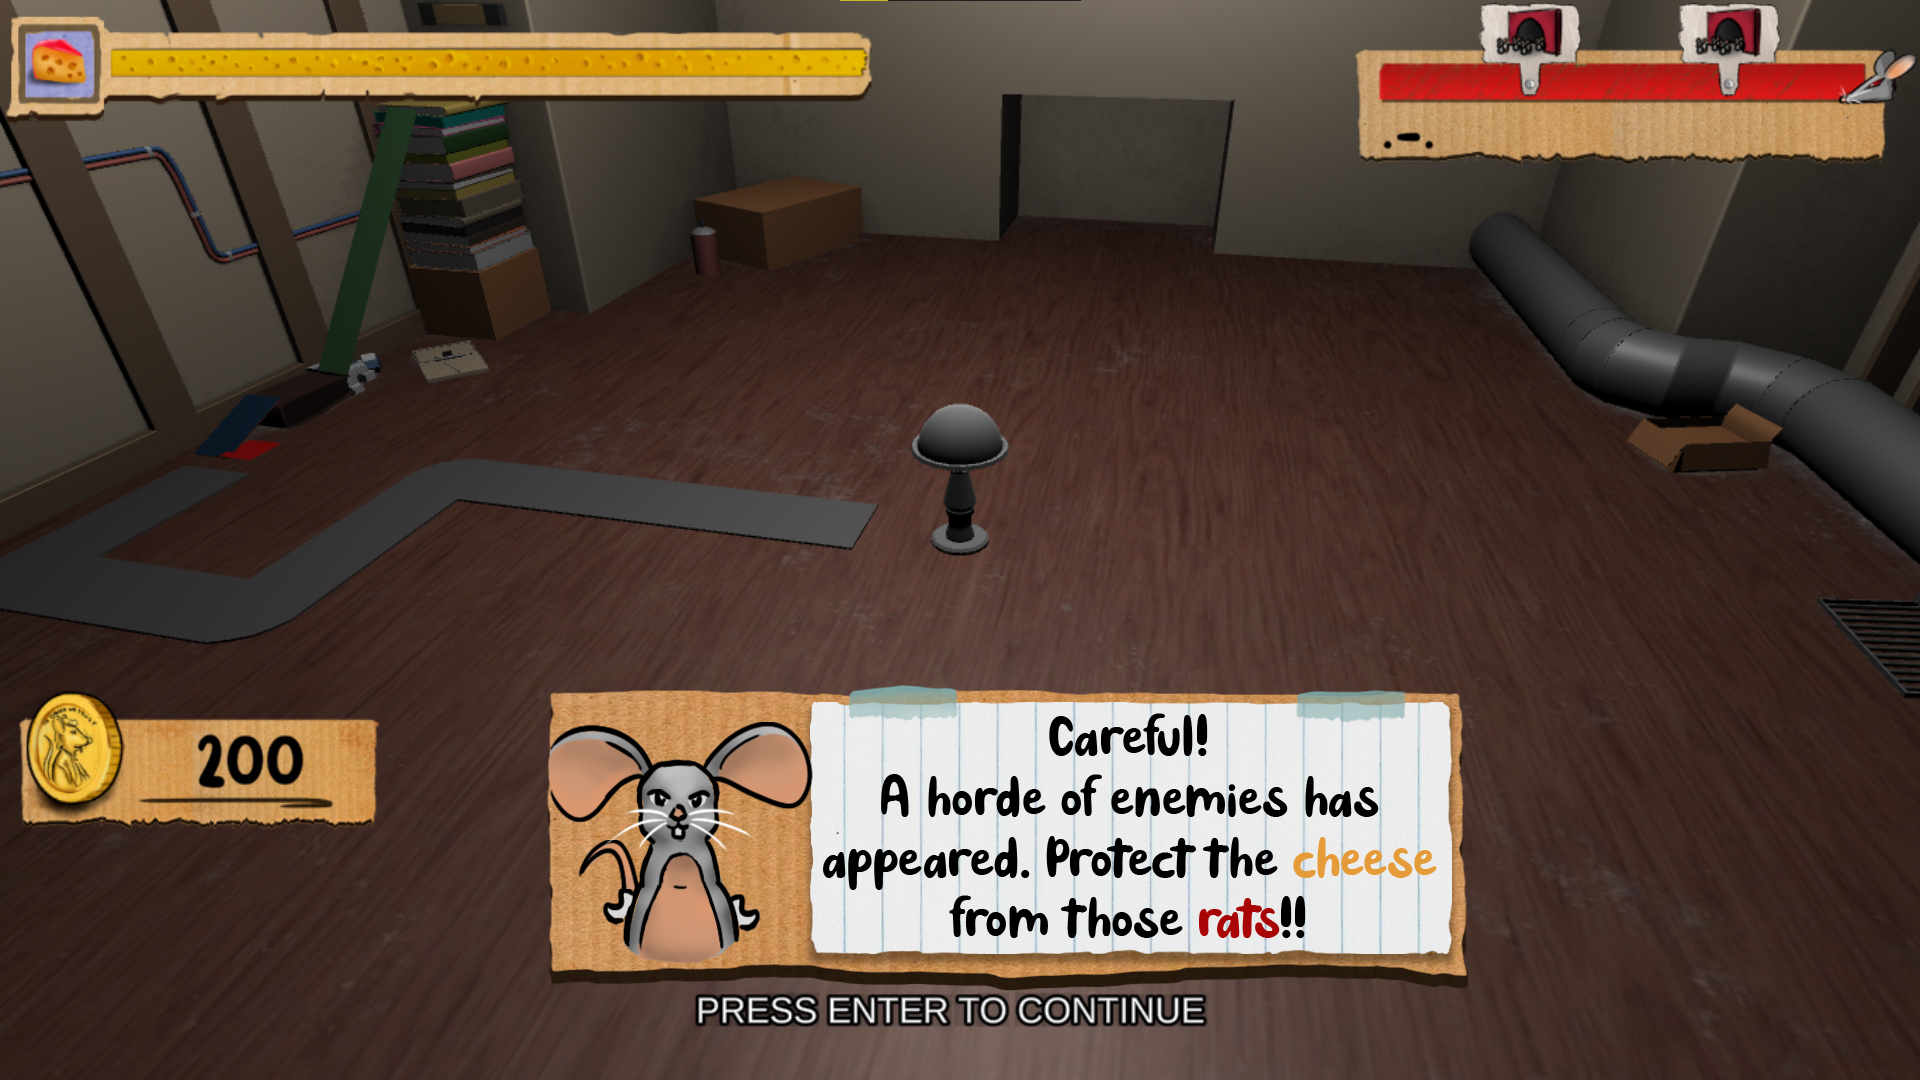 200
Careful!
A horde of enemies has
appeared. Protect the cheese
from those rats!!
PRESS ENTER TO CONTINUE